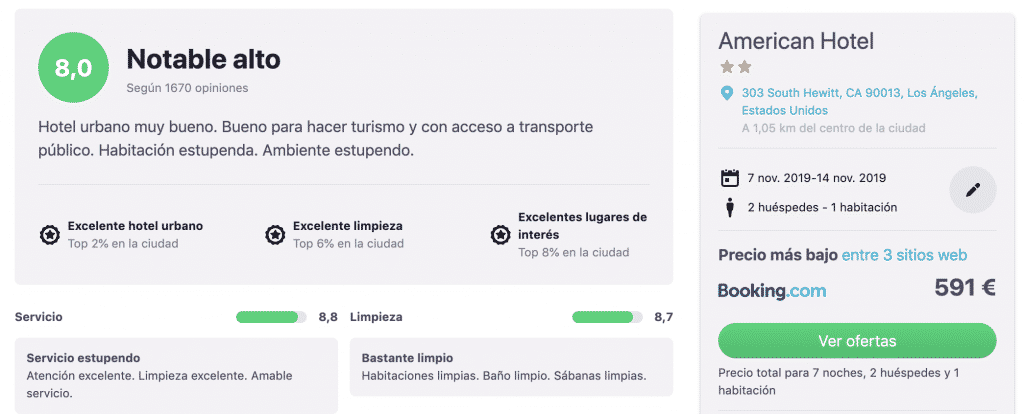 8,0
Notable alto
Según 1670 opiniones
Hotel urbano muy bueno. Bueno para hacer turismo y con acceso a transporte
público. Habitación estupenda. Ambiente estupendo.
Excelente hotel urbano
Top 2% en la ciudad
Excelente limpieza
Top 6% en la ciudad
Excelentes lugares de
interés
Top 8% en la ciudad
Servicio 8,8
Servicio estupendo
Atención excelente. Limpieza excelente. Amable
servicio.
Limpieza 8,7
Bastante limpio
Habitaciones limpias. Baño limpio. Sábanas limpias.
American Hotel
303 South Hewitt, CA 90013, Los Ángeles,
Estados Unidos
A 1,05 km del centro de la ciudad
7 nov. 2019-14 nov. 2019
2 huéspedes - 1 habitación
Precio más bajo entre 3 sitios web
Booking.com 591 €
Ver ofertas
Precio total para 7 noches, 2 huéspedes y 1
habitación